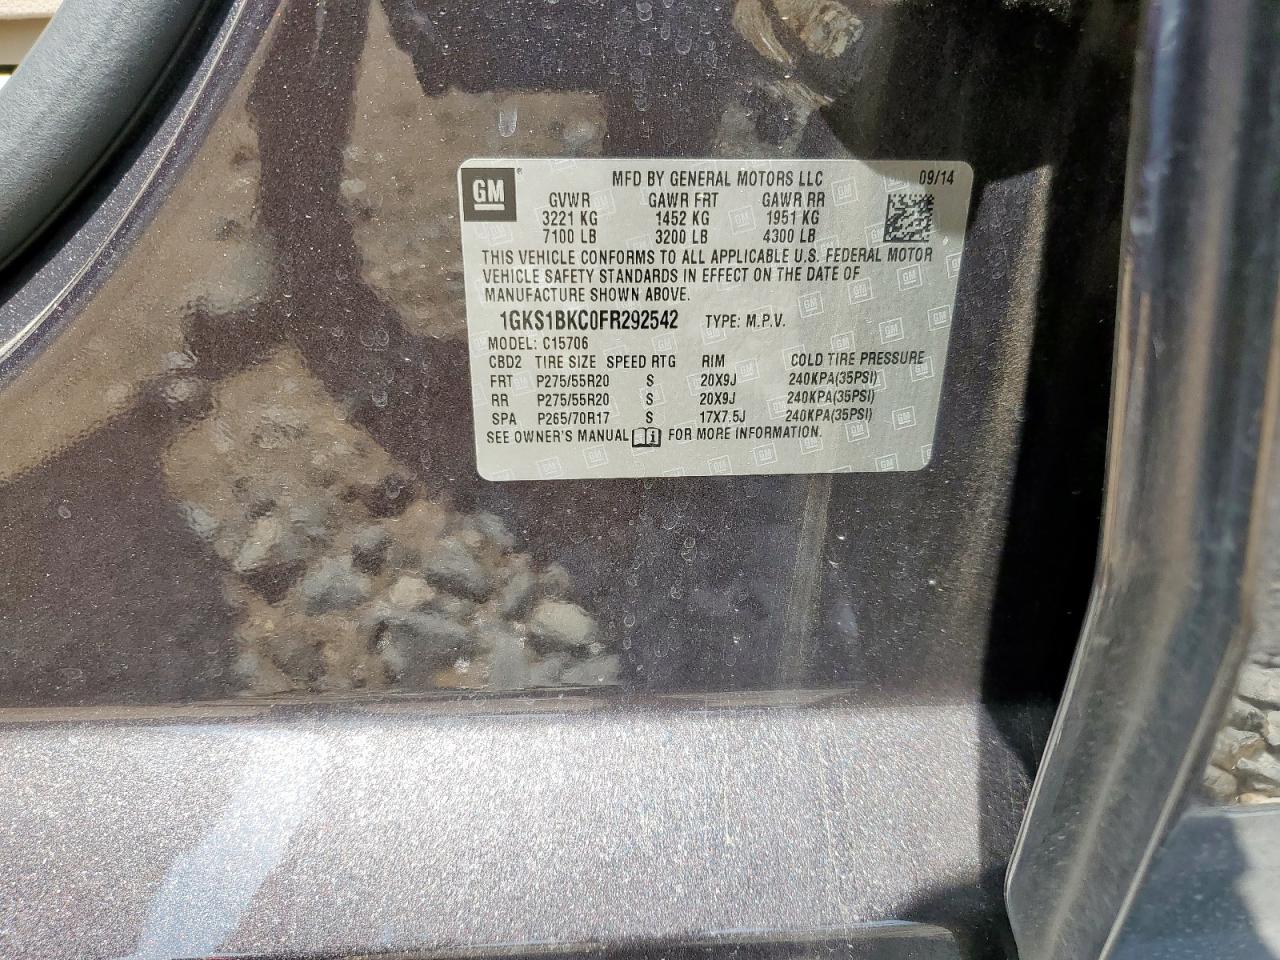 GM ® MFD BY GENERAL MOTORS LLC 09/14
GVWR GAWR FRT GAWR RR
3221 KG 1452 KG 1951 KG
7100 LB 3200 LB 4300 LB
THIS VEHICLE CONFORMS TO ALL APPLICABLE U.S. FEDERAL MOTOR
VEHICLE SAFETY STANDARDS IN EFFECT ON THE DATE OF
MANUFACTURE SHOWN ABOVE.
1GKS1BKC0FR292542 TYPE: M.P.V.
MODEL: C15706
CBD2 TIRE SIZE SPEED RTG RIM COLD TIRE PRESSURE
FRT P275/55R20 S 20X9J 240KPA(35PSI)
RR P275/55R20 S 20X9J 240KPA(35PSI)
SPA P265/70R17 S 17X7.5J 240KPA(35PSI)
SEE OWNER'S MANUAL FOR MORE INFORMATION.